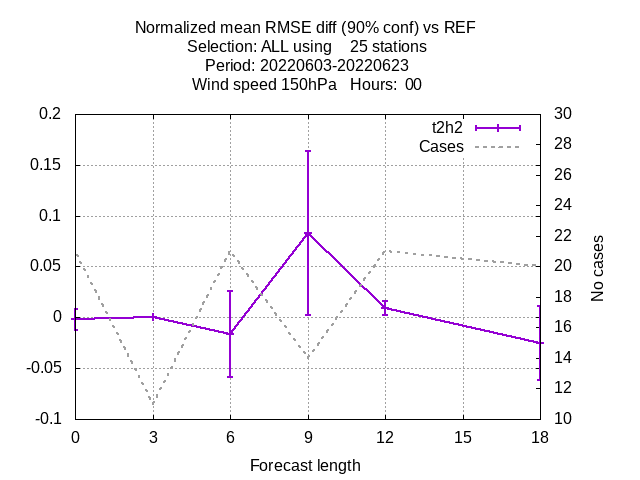 Normalized mean RMSE diff (90% conf) vs REF
Selection: ALL using    25 stations
Period: 20220603-20220623
Wind speed 150hPa   Hours:  00
0.2
0.15
0.1
0.05
0
-0.05
-0.1
t2h2
Cases
30
28
26
24
22
20
18
16
14
12
10
No cases
0 3 6 9 12 15 18
Forecast length